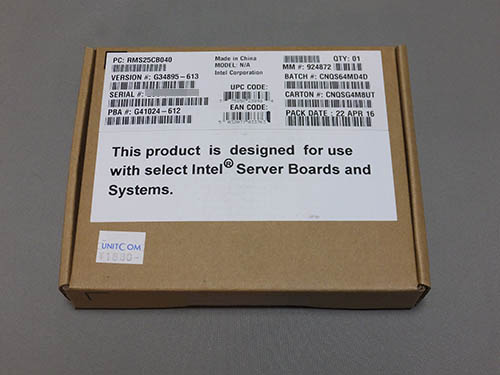 PC: RMS25CB040
VERSION #: G34895-613
SERIAL #:
PBA #: G41024-612
Made in China
MODEL: N/A
Intel Corporation
UPC CODE:
EAN CODE:
QTY: 01
MM #: 924872
BATCH #: CNQS64MD4D
CARTON #: CNQSG4M8UT
PACK DATE : 22 APR 16
This product is designed for use
with select Intel® Server Boards and
Systems.
UNITCOM